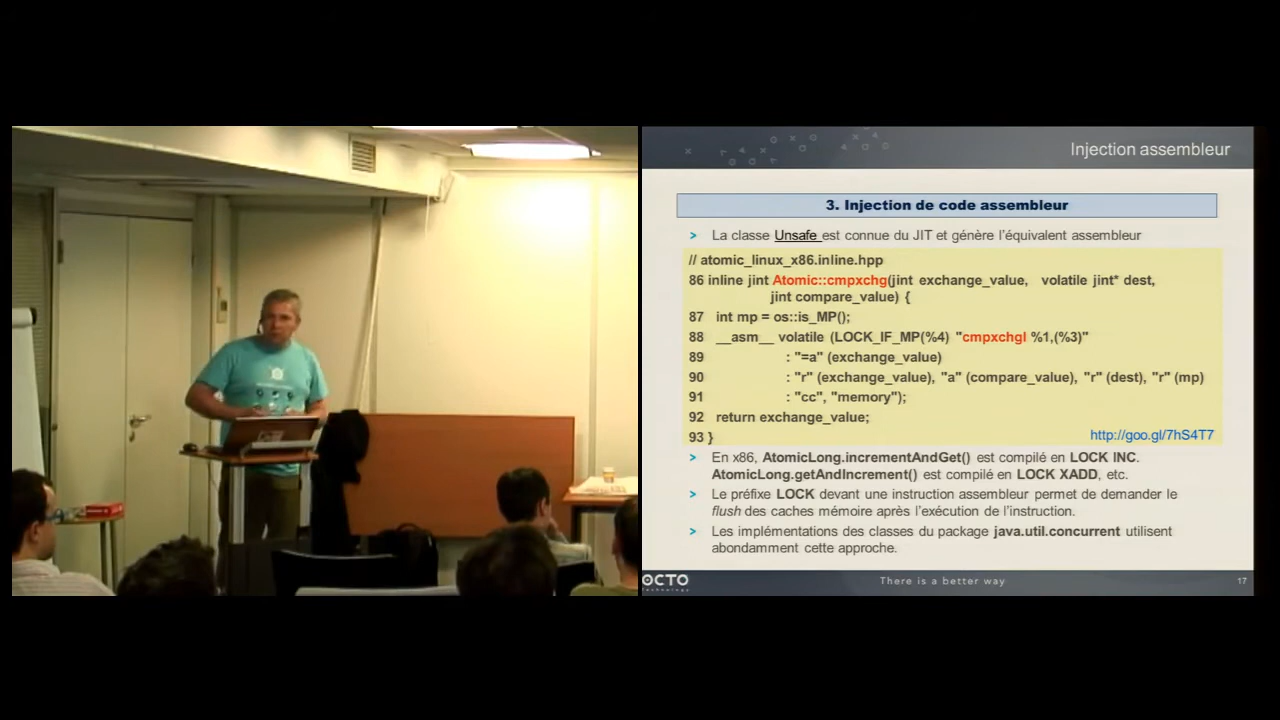 Injection assembleur
3. Injection de code assembleur
> La classe Unsafe est connue du JIT et génère l'équivalent assembleur
// atomic_linux_x86.inline.hpp
86 inline jint Atomic::cmpxchg(jint exchange_value, volatile jint* dest,
jint compare_value) {
87 int mp = os::is_MP();
88 __asm__ volatile (LOCK_IF_MP(%4) "cmpxchgl %1,(%3)"
89 : "=a" (exchange_value)
90 : "r" (exchange_value), "a" (compare_value), "r" (dest), "r" (mp)
91 : "cc", "memory");
92 return exchange_value;
93 }
http://goo.gl/7hS4T7
> En x86, AtomicLong.incrementAndGet() est compilé en LOCK INC.
AtomicLong.getAndIncrement() est compilé en LOCK XADD, etc.
> Le préfixe LOCK devant une instruction assembleur permet de demander le
flush des caches mémoire après l'exécution de l'instruction.
> Les implémentations des classes du package java.util.concurrent utilisent
abondamment cette approche.
OCTO
Technology
There is a better way
17